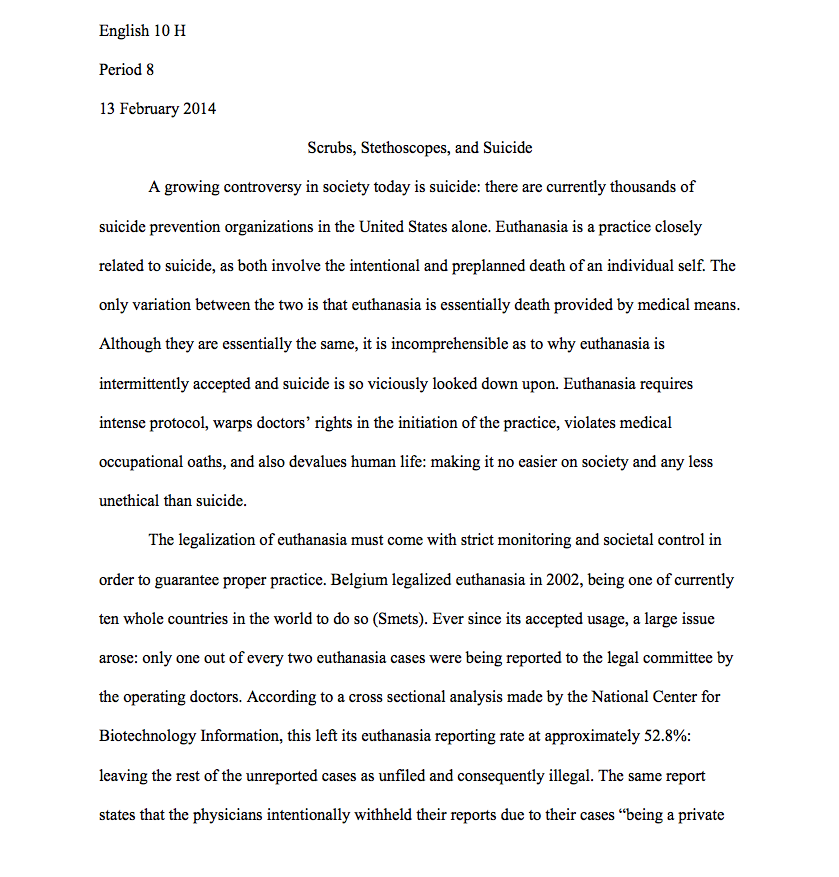 English 10 H
Period 8
13 February 2014
Scrubs, Stethoscopes, and Suicide
A growing controversy in society today is suicide: there are currently thousands of
suicide prevention organizations in the United States alone. Euthanasia is a practice closely
related to suicide, as both involve the intentional and preplanned death of an individual self. The
only variation between the two is that euthanasia is essentially death provided by medical means.
Although they are essentially the same, it is incomprehensible as to why euthanasia is
intermittently accepted and suicide is so viciously looked down upon. Euthanasia requires
intense protocol, warps doctors’ rights in the initiation of the practice, violates medical
occupational oaths, and also devalues human life: making it no easier on society and any less
unethical than suicide.
The legalization of euthanasia must come with strict monitoring and societal control in
order to guarantee proper practice. Belgium legalized euthanasia in 2002, being one of currently
ten whole countries in the world to do so (Smets). Ever since its accepted usage, a large issue
arose: only one out of every two euthanasia cases were being reported to the legal committee by
the operating doctors. According to a cross sectional analysis made by the National Center for
Biotechnology Information, this left its euthanasia reporting rate at approximately 52.8%:
leaving the rest of the unreported cases as unfiled and consequently illegal. The same report
states that the physicians intentionally withheld their reports due to their cases “being a private